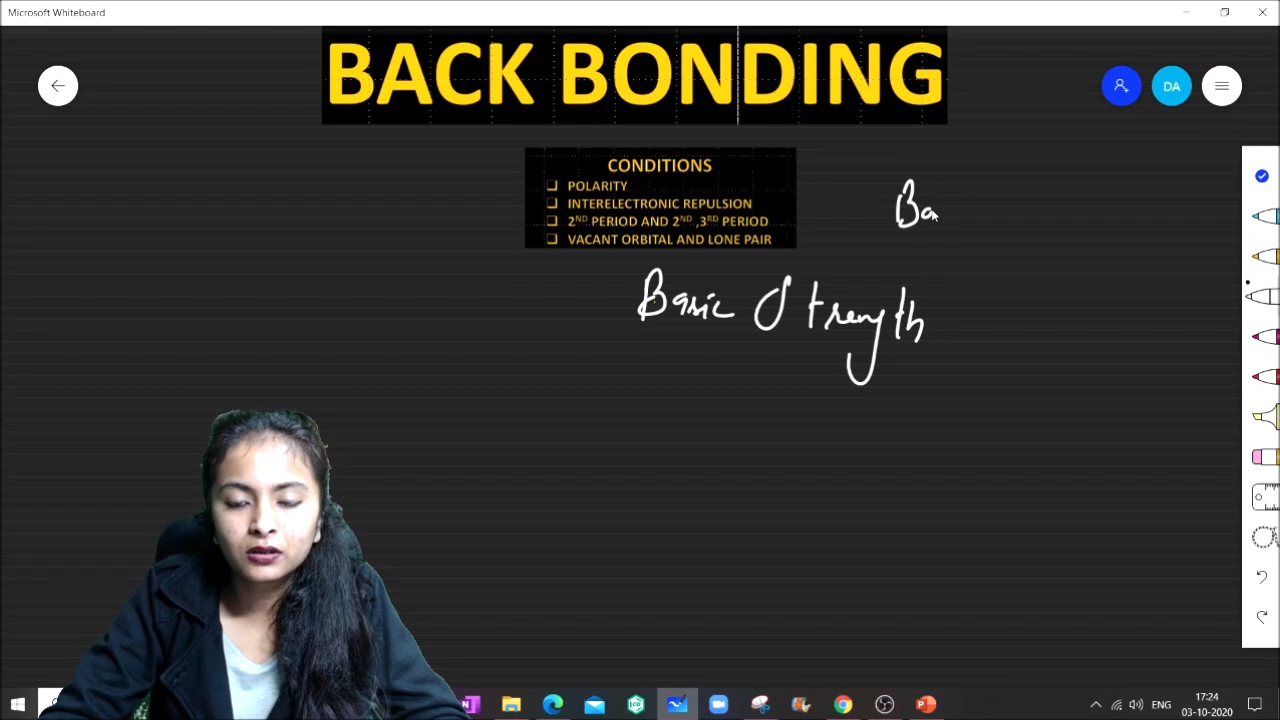 Microsoft Whiteboard
BACK BONDING
DA
CONDITIONS
❑ POLARITY
❑ INTERELECTRONIC REPULSION
❑ 2ND PERIOD AND 2ND ,3RD PERIOD
❑ VACANT ORBITAL AND LONE PAIR
Ba
Basic Strength
ENG
17:24
03-10-2020